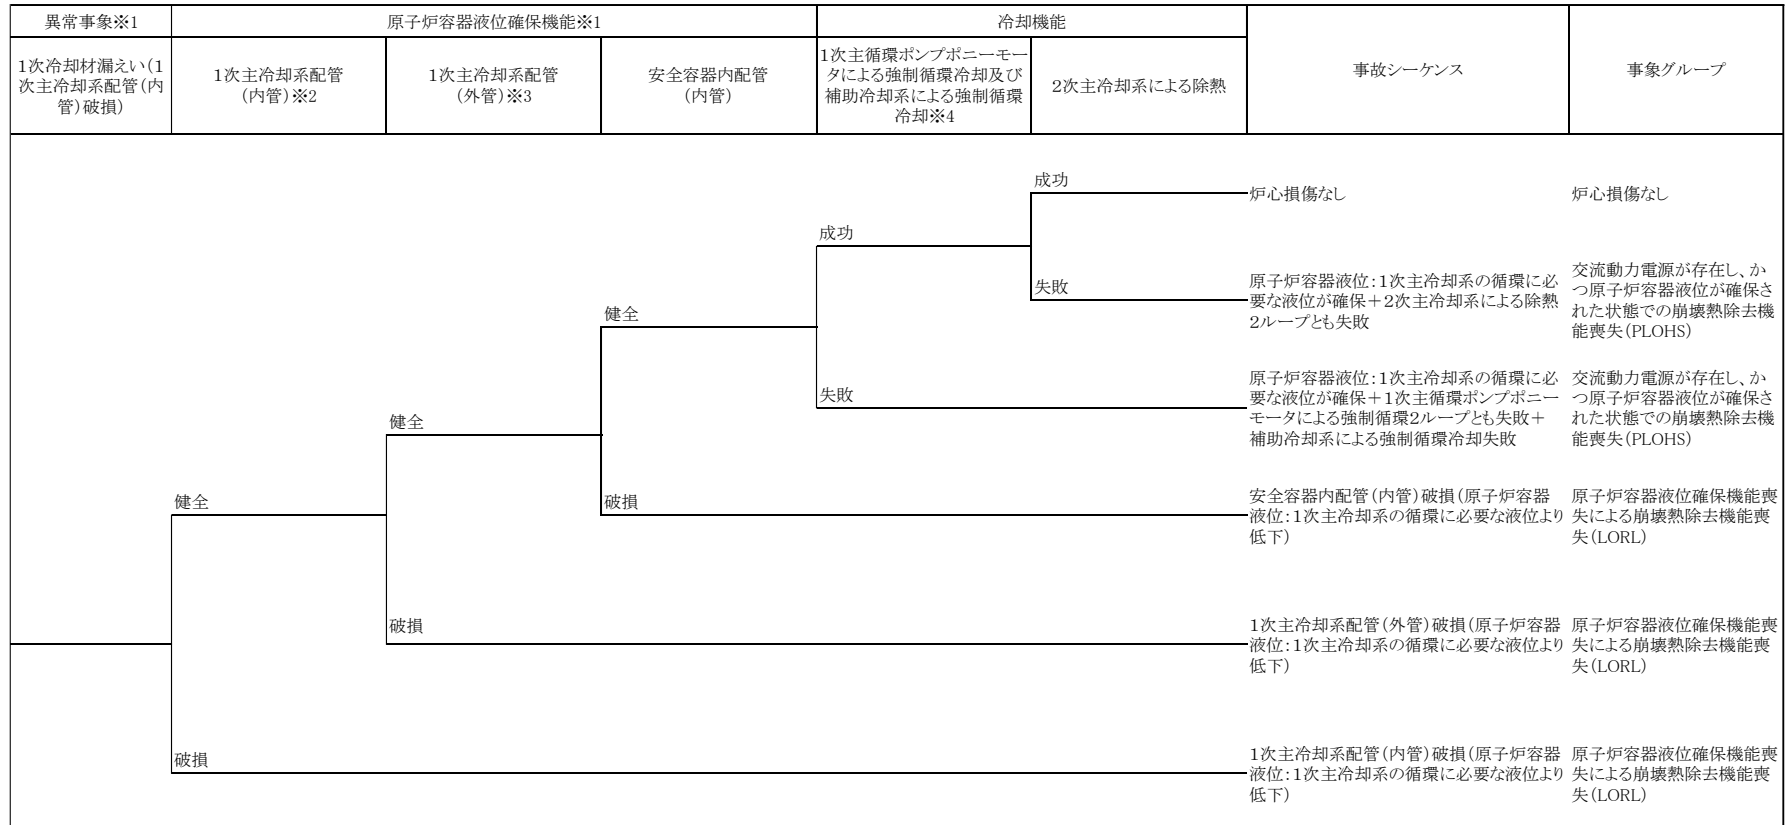 異常事象※1
原子炉容器液位確保機能※1
冷却機能
事故シーケンス
事象グループ
1次冷却材漏えい(1
次主冷却系配管(内
管)破損)
1次主冷却系配管
(内管)※2
1次主冷却系配管
(外管)※3
安全容器内配管
(内管)
1次主循環ポンプポニーモー
タによる強制循環冷却及び
補助冷却系による強制循環
冷却※4
2次主冷却系による除熱
成功
炉心損傷なし
炉心損傷なし
成功
失敗
原子炉容器液位:1次主冷却系の循環に必
要な液位が確保+2次主冷却系による除熱
2ループとも失敗
交流動力電源が存在し、か
つ原子炉容器液位が確保さ
れた状態での崩壊熱除去機
能喪失(PLOHS)
健全
失敗
原子炉容器液位:1次主冷却系の循環に必
要な液位が確保+1次主循環ポンプポニー
モータによる強制循環2ループとも失敗+
補助冷却系による強制循環冷却失敗
交流動力電源が存在し、か
つ原子炉容器液位が確保さ
れた状態での崩壊熱除去機
能喪失(PLOHS)
健全
健全
破損
安全容器内配管(内管)破損(原子炉容器
液位:1次主冷却系の循環に必要な液位より
低下)
原子炉容器液位確保機能喪
失による崩壊熱除去機能喪
失(LORL)
破損
1次主冷却系配管(外管)破損(原子炉容器
液位:1次主冷却系の循環に必要な液位より
低下)
原子炉容器液位確保機能喪
失による崩壊熱除去機能喪
失(LORL)
破損
1次主冷却系配管(内管)破損(原子炉容器
液位:1次主冷却系の循環に必要な液位より
低下)
原子炉容器液位確保機能喪
失による崩壊熱除去機能喪
失(LORL)